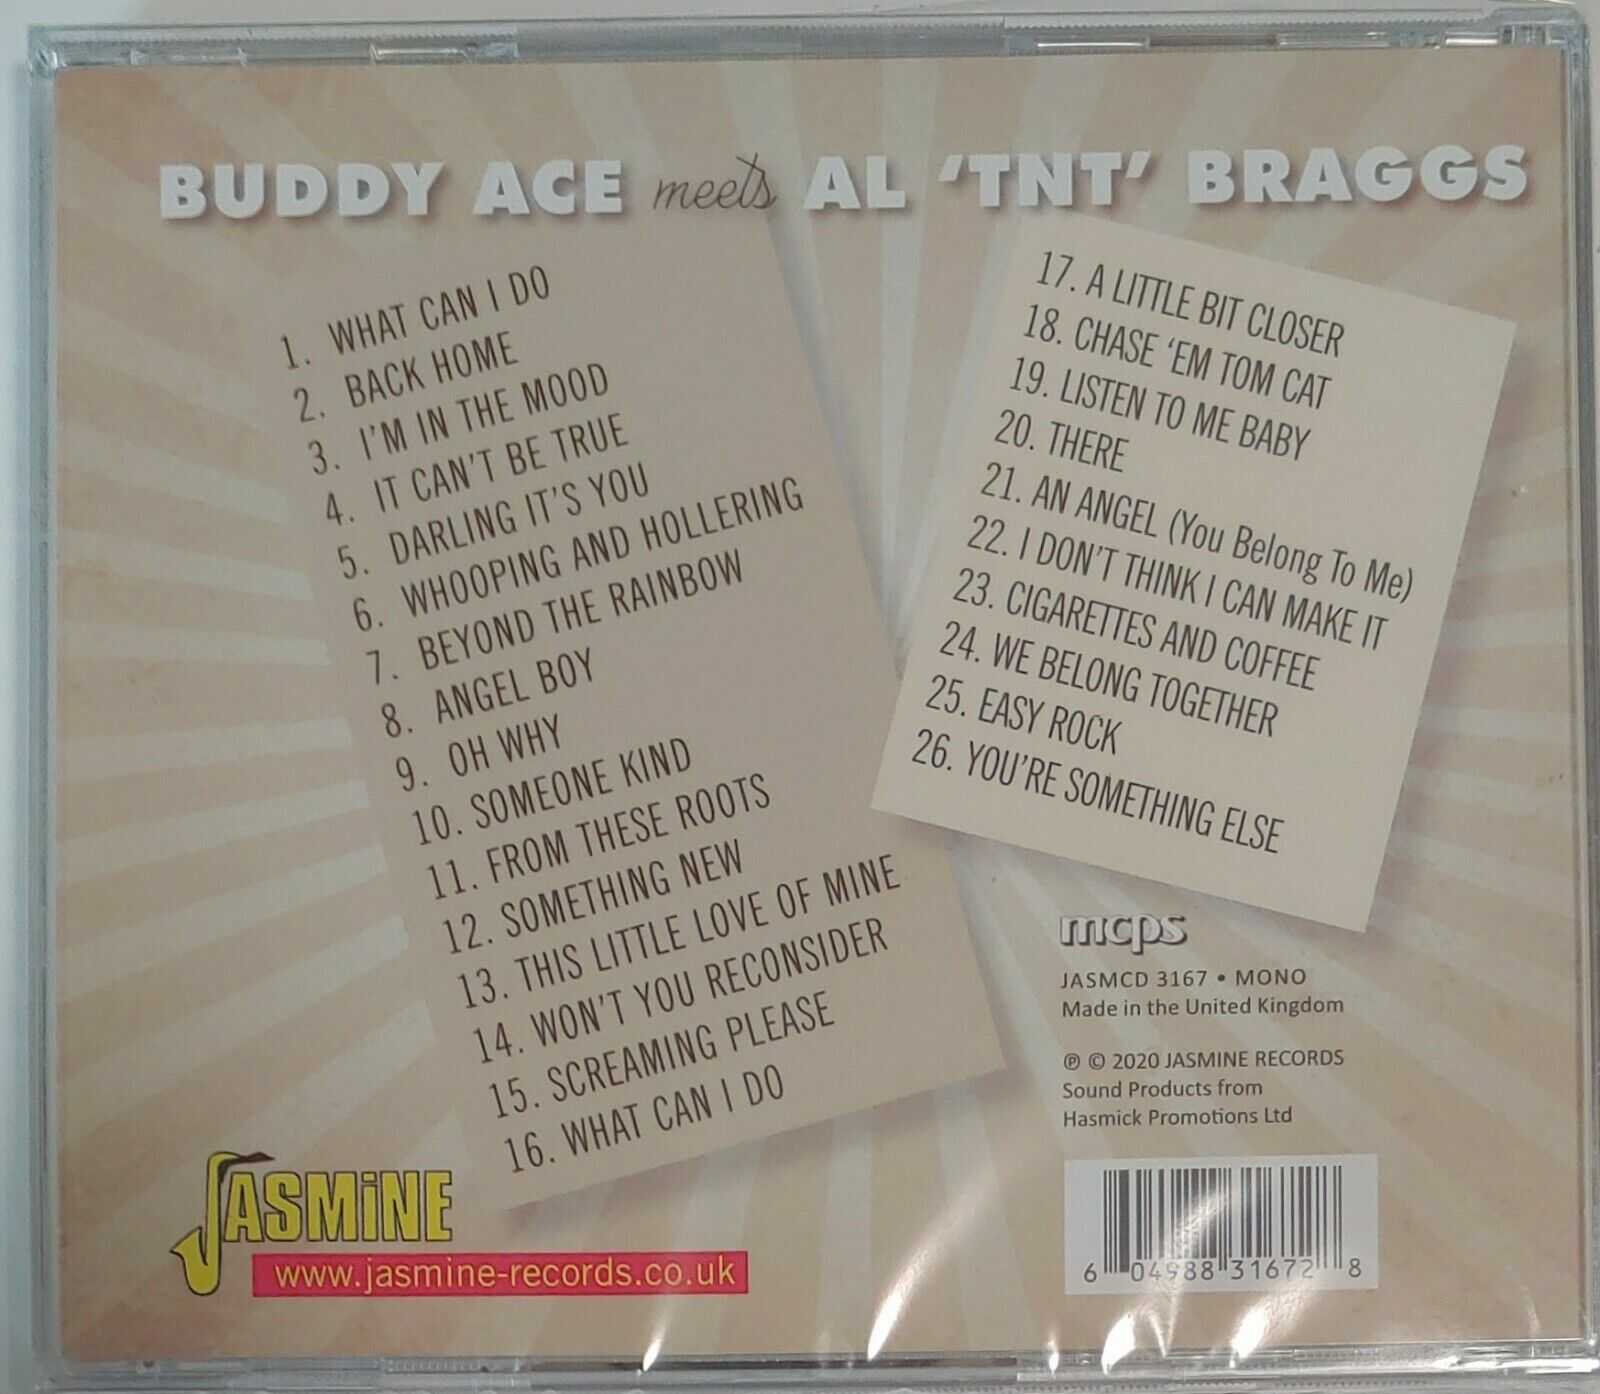 BUDDY ACE meets AL 'TNT' BRAGGS
1. WHAT CAN I DO
2. BACK HOME
3. I'M IN THE MOOD
4. IT CAN'T BE TRUE
5. DARLING IT'S YOU
6. WHOOPING AND HOLLERING
7. BEYOND THE RAINBOW
8. ANGEL BOY
9. OH WHY
10. SOMEONE KIND
11. FROM THESE ROOTS
12. SOMETHING NEW
13. THIS LITTLE LOVE OF MINE
14. WON'T YOU RECONSIDER
15. SCREAMING PLEASE
16. WHAT CAN I DO
17. A LITTLE BIT CLOSER
18. CHASE 'EM TOM CAT
19. LISTEN TO ME BABY
20. THERE
21. AN ANGEL (You Belong To Me)
22. I DON'T THINK I CAN MAKE IT
23. CIGARETTES AND COFFEE
24. WE BELONG TOGETHER
25. EASY ROCK
26. YOU'RE SOMETHING ELSE
mcps
JASMCD 3167 • MONO
Made in the United Kingdom
℗ © 2020 JASMINE RECORDS
Sound Products from
Hasmick Promotions Ltd
JASMiNE
www.jasmine-records.co.uk
6 04988 31672 8